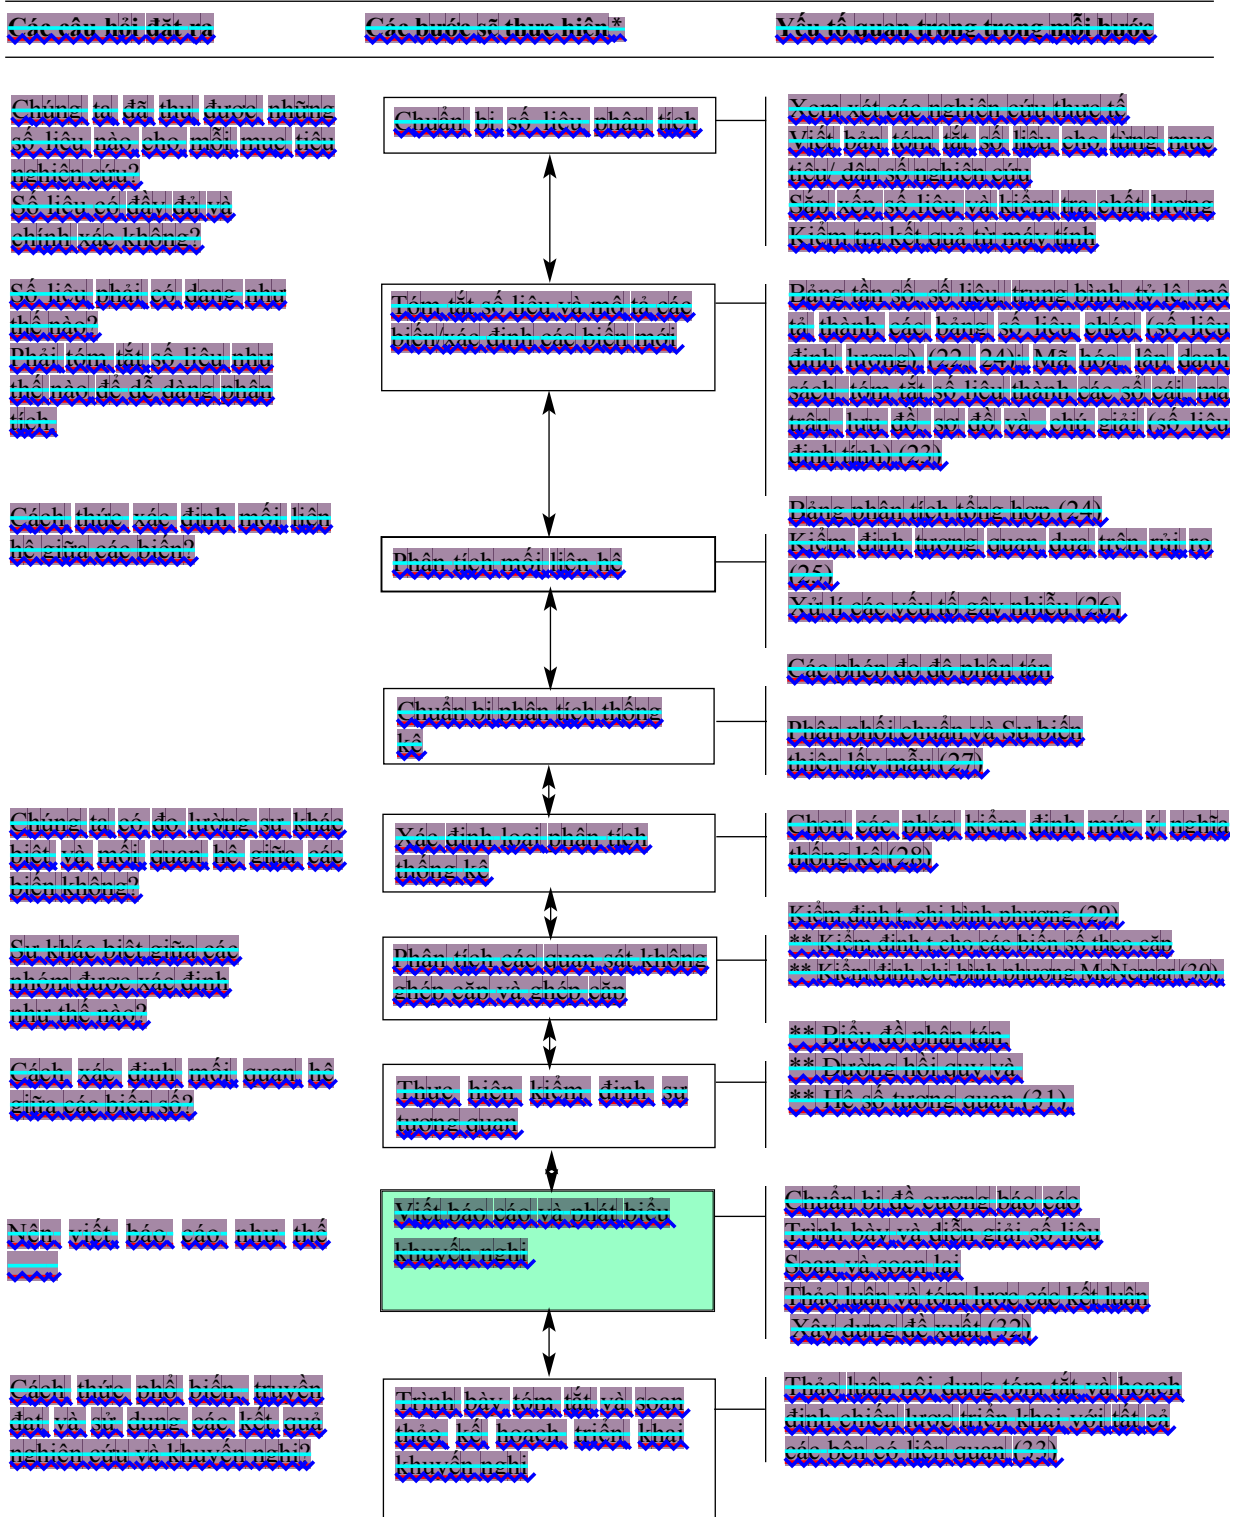 Các câu hỏi đặt ra
Các bước sẽ thực hiện*
Yếu tố quan trọng trong mỗi bước
Chúng ta đã thu được những
số liệu nào cho mỗi mục tiêu
nghiên cứu?
Số liệu có đầy đủ và
chính xác không?
Chuẩn bị số liệu phân tích
Xem xét các nghiên cứu thực tế
Viết bản tóm tắt số liệu cho từng mục
tiêu/ dân số nghiên cứu
Sắp xếp số liệu và kiểm tra chất lượng
Kiểm tra kết quả từ máy tính
Số liệu phải có dạng như
thế nào?
Phải tóm tắt số liệu như
thế nào để dễ dàng phân
tích
Tóm tắt số liệu và mô tả các
biến/xác định các biến mới
Bảng tần số, số liệu, trung bình, tỷ lệ, mô
tả thành các bảng số liệu chéo (số liệu
định lượng) (22, 24); Mã hóa, lên danh
sách, tóm tắt số liệu thành các sổ cái, ma
trận, lưu đồ, sơ đồ và chú giải (số liệu
định tính) (23)
Cách thức xác định mối liên
hệ giữa các biến?
Phân tích mối liên hệ
Bảng phân tích tổng hợp (24)
Kiểm định tương quan dựa trên rủi ro
(25)
Xử lí các yếu tố gây nhiễu (26)
Chuẩn bị phân tích thống
kê
Các phép đo độ phân tán
Phân phối chuẩn và Sự biến
thiên lấy mẫu (27)
Chúng ta có đo lường sự khác
biệt và mối quan hệ giữa các
biến không?
Xác định loại phân tích
thống kê
Chọn các phép kiểm định mức ý nghĩa
thống kê (28)
Sự khác biệt giữa các
nhóm được xác định
như thế nào?
Phân tích các quan sát không
ghép cặp và ghép cặp
Kiểm định t, chi bình phương (29)
** Kiểm định t cho các biến số theo cặp
** Kiểm định chi-bình phương McNemar (30)
Cách xác định mối quan hệ
giữa các biến số?
Thực hiện kiểm định sự
tương quan
** Biểu đồ phân tán,
** Đường hồi quy và
** Hệ số tương quan (31)
Nên viết báo cáo như thế
Viết báo cáo và phát biểu
khuyến nghị
Chuẩn bị đề cương báo cáo
Trình bày và diễn giải số liệu
Soạn và soạn lại
Thảo luận và tóm lược các kết luận
Xây dựng đề xuất (32)
Cách thức phổ biến, truyền
đạt và sử dụng các kết quả
nghiên cứu và khuyến nghị?
Trình bày tóm tắt và soạn
thảo kế hoạch triển khai
khuyến nghị
Thảo luận nội dung tóm tắt và hoạch
định chiến lược triển khai với tất cả
các bên có liên quan (33)